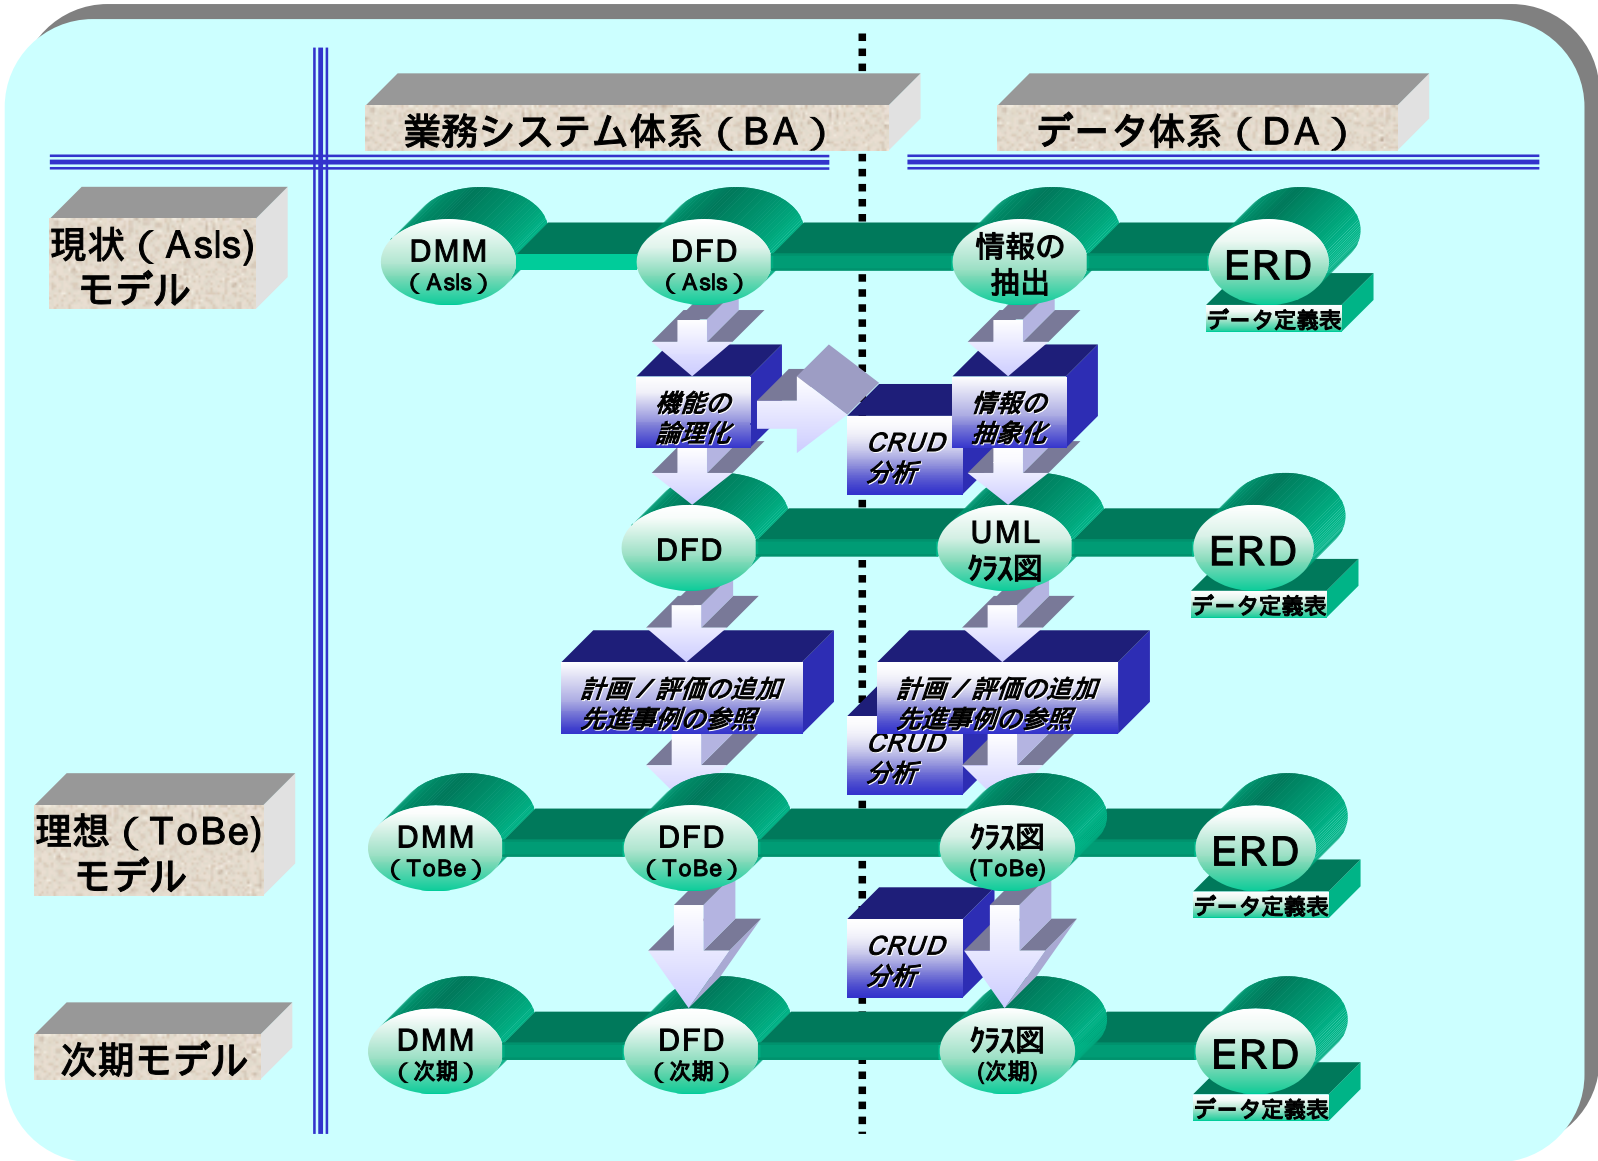 業務システム体系（BA）
データ体系（DA）
現状（AsIs)
モデル
DMM
（AsIs）
DFD
（AsIs）
情報の
抽出
ERD
データ定義表
機能の
論理化
CRUD
分析
情報の
抽象化
DFD
UML
ｸﾗｽ図
ERD
データ定義表
計画／評価の追加
先進事例の参照
CRUD
分析
計画／評価の追加
先進事例の参照
理想（ToBe)
モデル
DMM
（ToBe）
DFD
（ToBe）
ｸﾗｽ図
(ToBe)
ERD
データ定義表
CRUD
分析
次期モデル
DMM
（次期）
DFD
（次期）
ｸﾗｽ図
(次期)
ERD
データ定義表